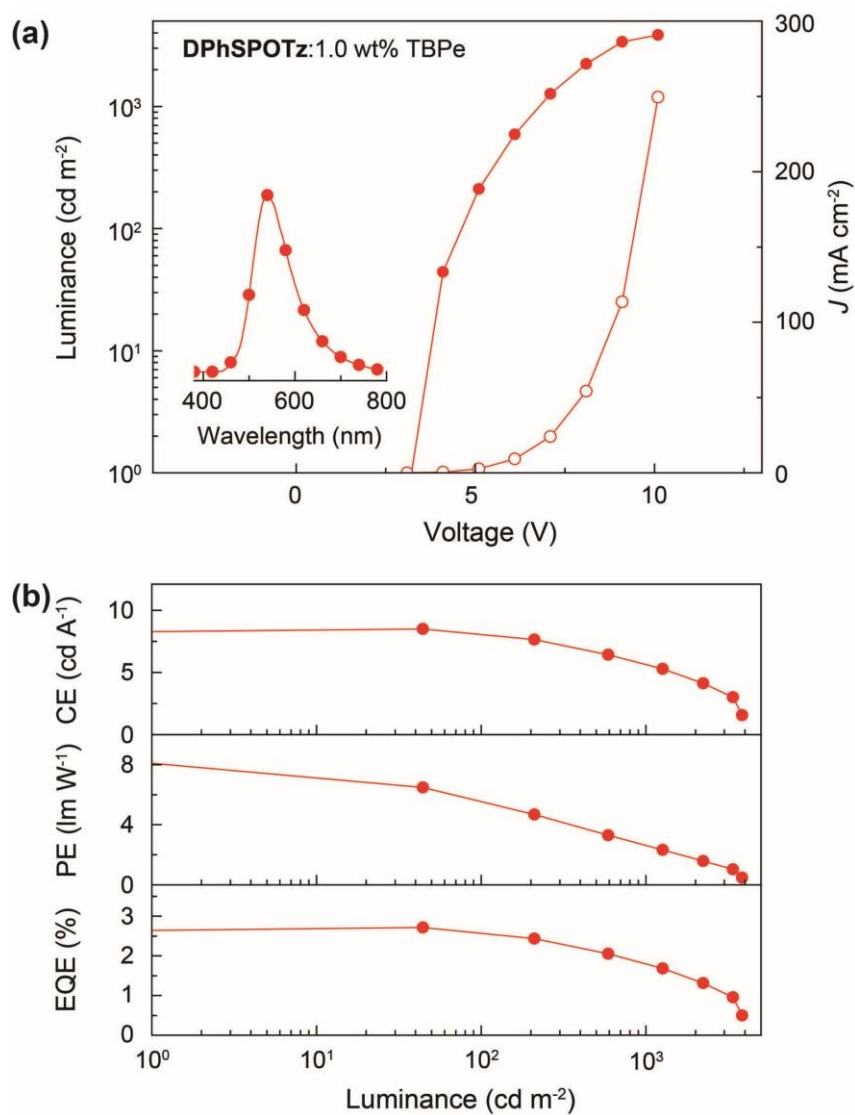 (a)
DPhSPOTz:1.0 wt% TBPe
Luminance (cd m⁻²)
10³
10²
10¹
10⁰
300
200
100
0
J (mA cm⁻²)
400 600 800
Wavelength (nm)
0 5 10
Voltage (V)
(b)
CE (cd A⁻¹)
10
5
0
PE (lm W⁻¹)
8
4
0
EQE (%)
3
2
1
0
10⁰ 10¹ 10² 10³
Luminance (cd m⁻²)